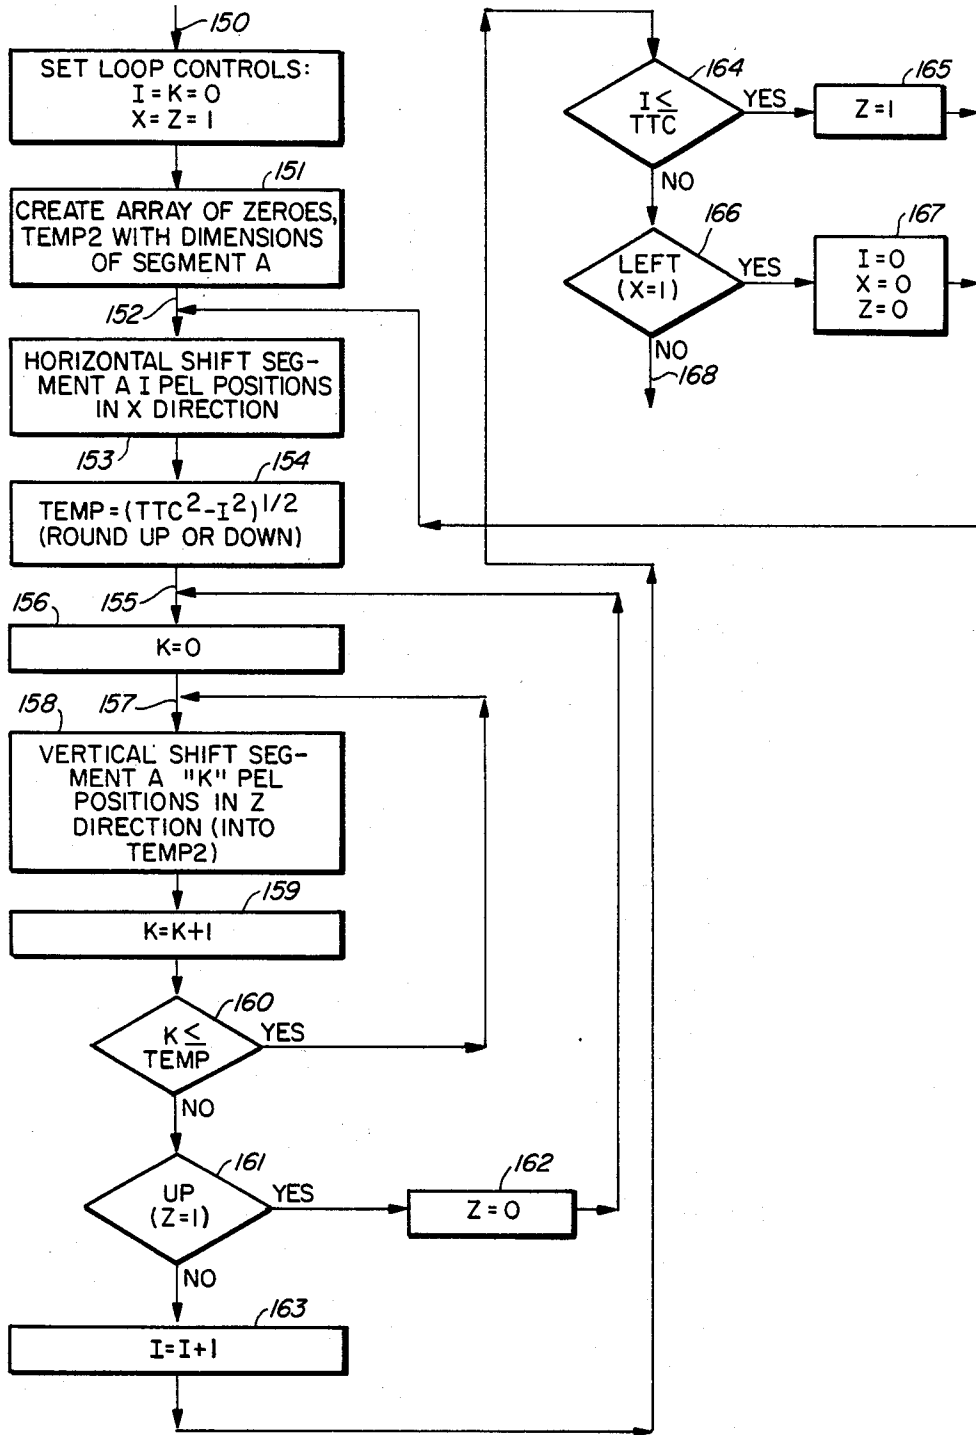 150
SET LOOP CONTROLS:
I=K=0
X=Z=1
151
CREATE ARRAY OF ZEROES,
TEMP2 WITH DIMENSIONS
OF SEGMENT A
152
HORIZONTAL SHIFT SEG-
MENT A I PEL POSITIONS
IN X DIRECTION
153
154
TEMP=(TTC²-I²)^1/2
(ROUND UP OR DOWN)
155
156
K=0
157
158
VERTICAL SHIFT SEG-
MENT A "K" PEL
POSITIONS IN Z
DIRECTION (INTO
TEMP2)
159
K=K+1
160
K≤
TEMP
YES
NO
161
UP
(Z=1)
YES
162
Z=0
NO
163
I=I+1
164
I≤
TTC
YES
165
Z=1
NO
166
LEFT
(X=1)
YES
167
I=0
X=0
Z=0
NO
168